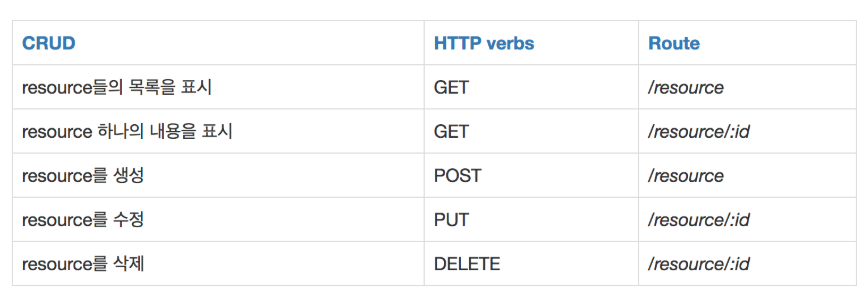 CRUD HTTP verbs Route
resource들의 목록을 표시 GET /resource
resource 하나의 내용을 표시 GET /resource/:id
resource를 생성 POST /resource
resource를 수정 PUT /resource/:id
resource를 삭제 DELETE /resource/:id